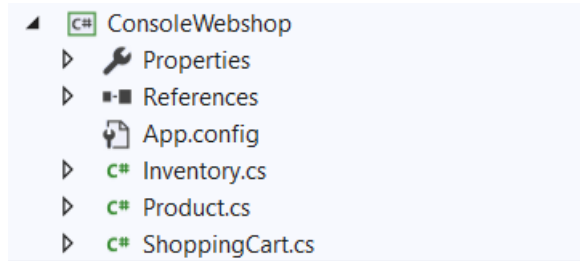 C# ConsoleWebshop
Properties
References
App.config
C# Inventory.cs
C# Product.cs
C# ShoppingCart.cs